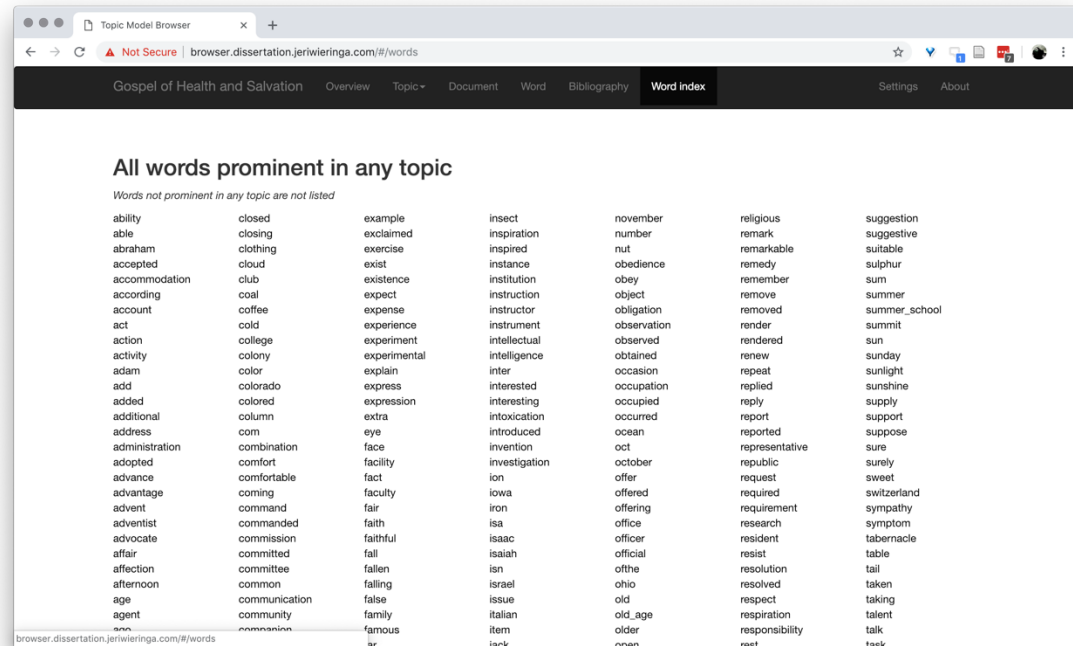 Topic Model Browser
Not Secure | browser.dissertation.jeriwieringa.com/#/words
1
7
Gospel of Health and Salvation Overview Topic Document Word Bibliography Word index Settings About
All words prominent in any topic
Words not prominent in any topic are not listed
ability
able
abraham
accepted
accommodation
according
account
act
action
activity
adam
add
added
additional
address
administration
adopted
advance
advantage
advent
adventist
advocate
affair
affection
afternoon
age
agent
ago
closed
closing
clothing
cloud
club
coal
coffee
cold
college
colony
color
colorado
colored
column
com
combination
comfort
comfortable
coming
command
commanded
commission
committed
committee
common
communication
community
companion
example
exclaimed
exercise
exist
existence
expect
expense
experience
experiment
experimental
explain
express
expression
extra
eye
face
facility
fact
faculty
fair
faith
faithful
fall
fallen
falling
false
family
famous
insect
inspiration
inspired
instance
institution
instruction
instructor
instrument
intellectual
intelligence
inter
interested
interesting
intoxication
introduced
invention
investigation
ion
iowa
iron
isa
isaac
isaiah
isn
israel
issue
italian
item
jack
november
number
nut
obedience
obey
object
obligation
observation
observed
obtained
occasion
occupation
occupied
occurred
ocean
oct
october
offer
offered
offering
office
officer
official
ofthe
ohio
old
old_age
older
open
religious
remark
remarkable
remedy
remember
remove
removed
render
rendered
renew
repeat
replied
reply
report
reported
representative
republic
request
required
requirement
research
resident
resist
resolution
resolved
respect
respiration
responsibility
rest
suggestion
suggestive
suitable
sulphur
sum
summer
summer_school
summit
sun
sunday
sunlight
sunshine
supply
support
suppose
sure
surely
sweet
switzerland
sympathy
symptom
tabernacle
table
tail
taken
taking
talent
talk
task
browser.dissertation.jeriwieringa.com/#/words